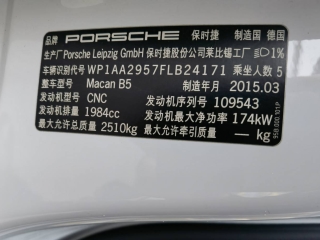 品牌 PORSCHE 保时捷 制造国 德国
生产厂 Porsche Leipzig GmbH 保时捷股份公司莱比锡工厂 1%
车辆识别代号 WP1AA2957FLB24171 乘坐人数 5
整车型号 Macan B5 制造年月 2015.03
发动机型号 CNC 发动机号 109543
发动机排量 1984cc 发动机最大净功率 174kW
最大允许总质量 2510kg 最大允许牵引质量 — kg